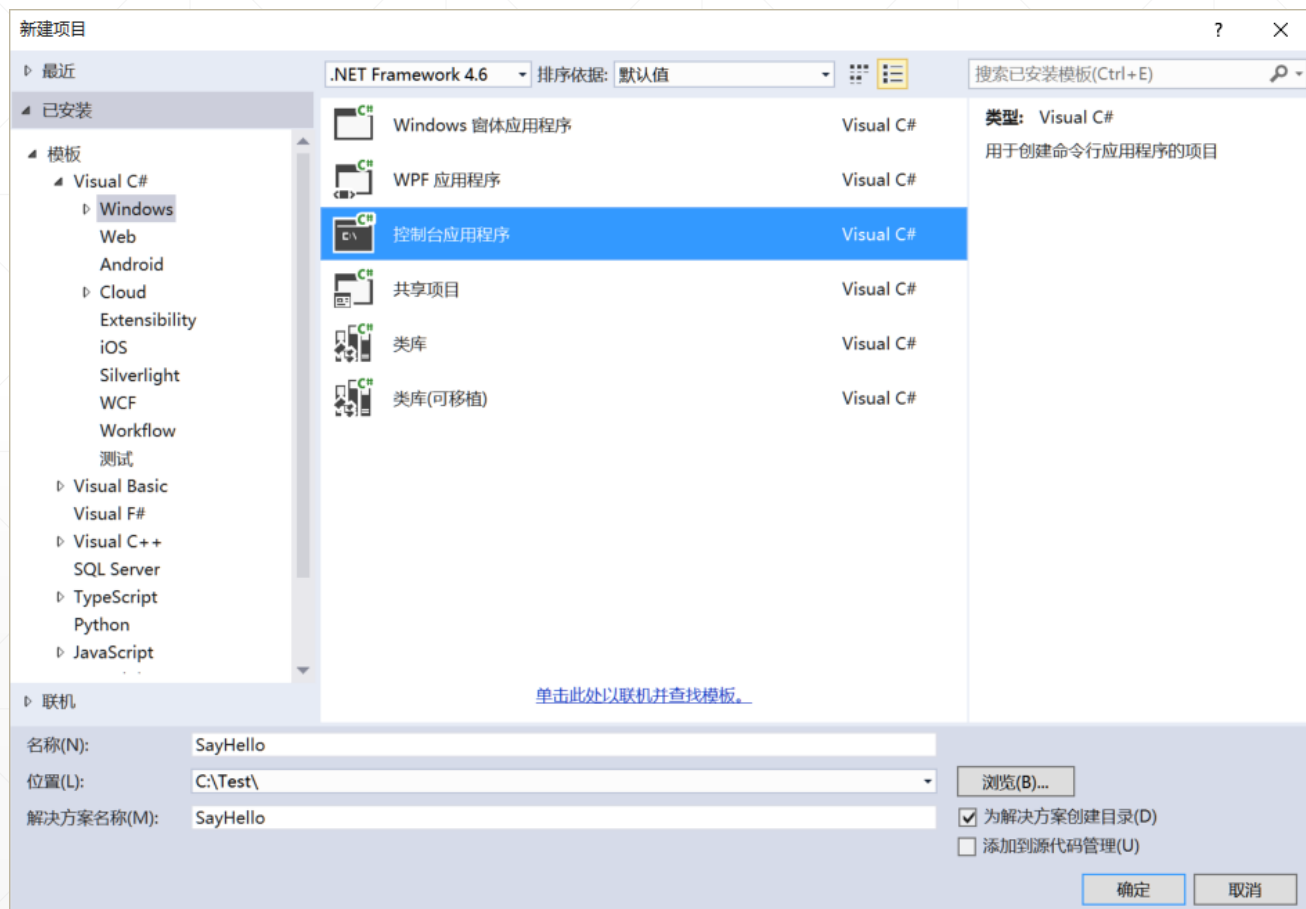 新建项目
?
最近
已安装
模板
Visual C#
Windows
Web
Android
Cloud
Extensibility
iOS
Silverlight
WCF
Workflow
测试
Visual Basic
Visual F#
Visual C++
SQL Server
TypeScript
Python
JavaScript
联机
.NET Framework 4.6 排序依据: 默认值
C# Windows 窗体应用程序 Visual C#
C# WPF 应用程序 Visual C#
C# C:\ 控制台应用程序 Visual C#
C# 共享项目 Visual C#
C# 类库 Visual C#
C# 类库(可移植) Visual C#
单击此处以联机并查找模板。
搜索已安装模板(Ctrl+E)
类型: Visual C#
用于创建命令行应用程序的项目
名称(N): SayHello
位置(L): C:\Test\ 浏览(B)...
解决方案名称(M): SayHello 为解决方案创建目录(D)
添加到源代码管理(U)
确定 取消